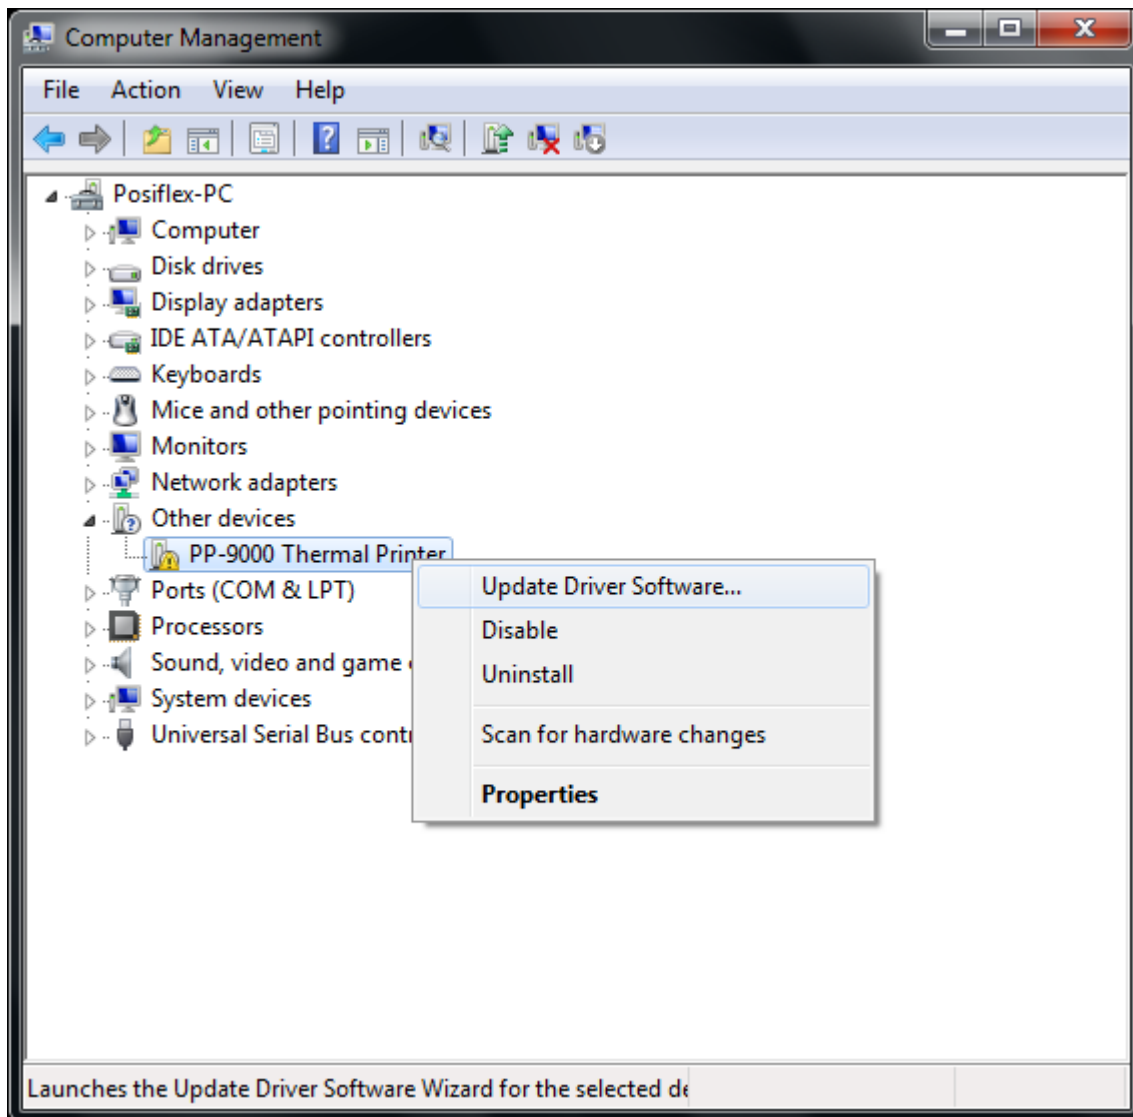 Computer Management
File Action View Help
Posiflex-PC
Computer
Disk drives
Display adapters
IDE ATA/ATAPI controllers
Keyboards
Mice and other pointing devices
Monitors
Network adapters
Other devices
PP-9000 Thermal Printer
Ports (COM & LPT)
Processors
Sound, video and game
System devices
Universal Serial Bus cont
Update Driver Software...
Disable
Uninstall
Scan for hardware changes
Properties
Launches the Update Driver Software Wizard for the selected de